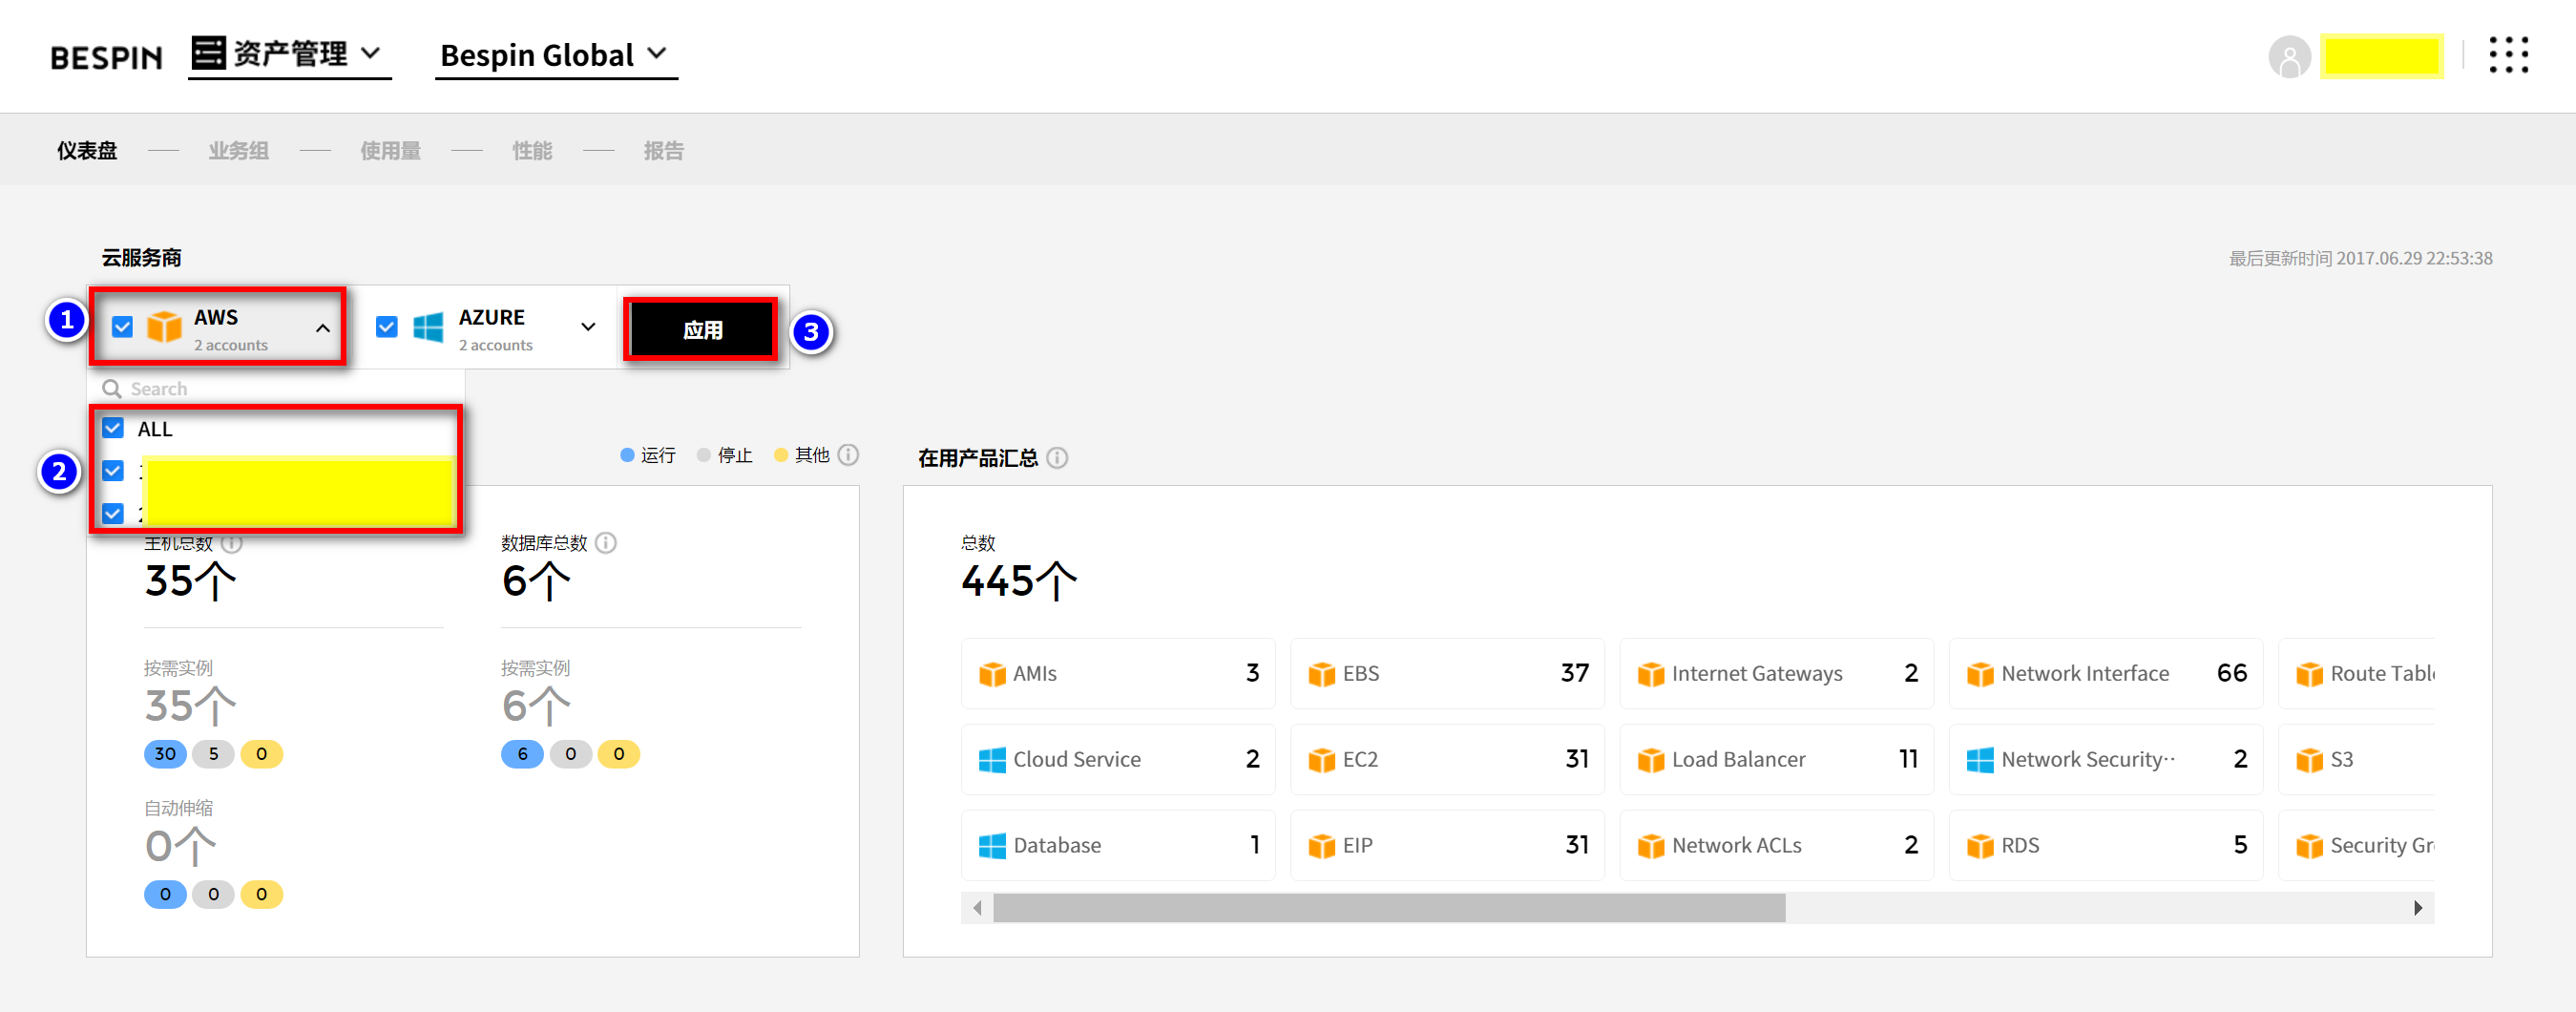 BESPIN 资产管理 Bespin Global
仪表盘 业务组 使用量 性能 报告
云服务商
最后更新时间 2017.06.29 22:53:38
1
AWS
2 accounts
AZURE
2 accounts
应用
3
Search
2
ALL
运行 停止 其他
主机总数
35个
按需实例
35个
30 5 0
自动伸缩
0个
0 0 0
数据库总数
6个
按需实例
6个
6 0 0
在用产品汇总
总数
445个
AMIs 3
EBS 37
Internet Gateways 2
Network Interface 66
Route Table
Cloud Service 2
EC2 31
Load Balancer 11
Network Security·· 2
S3
Database 1
EIP 31
Network ACLs 2
RDS 5
Security Gr